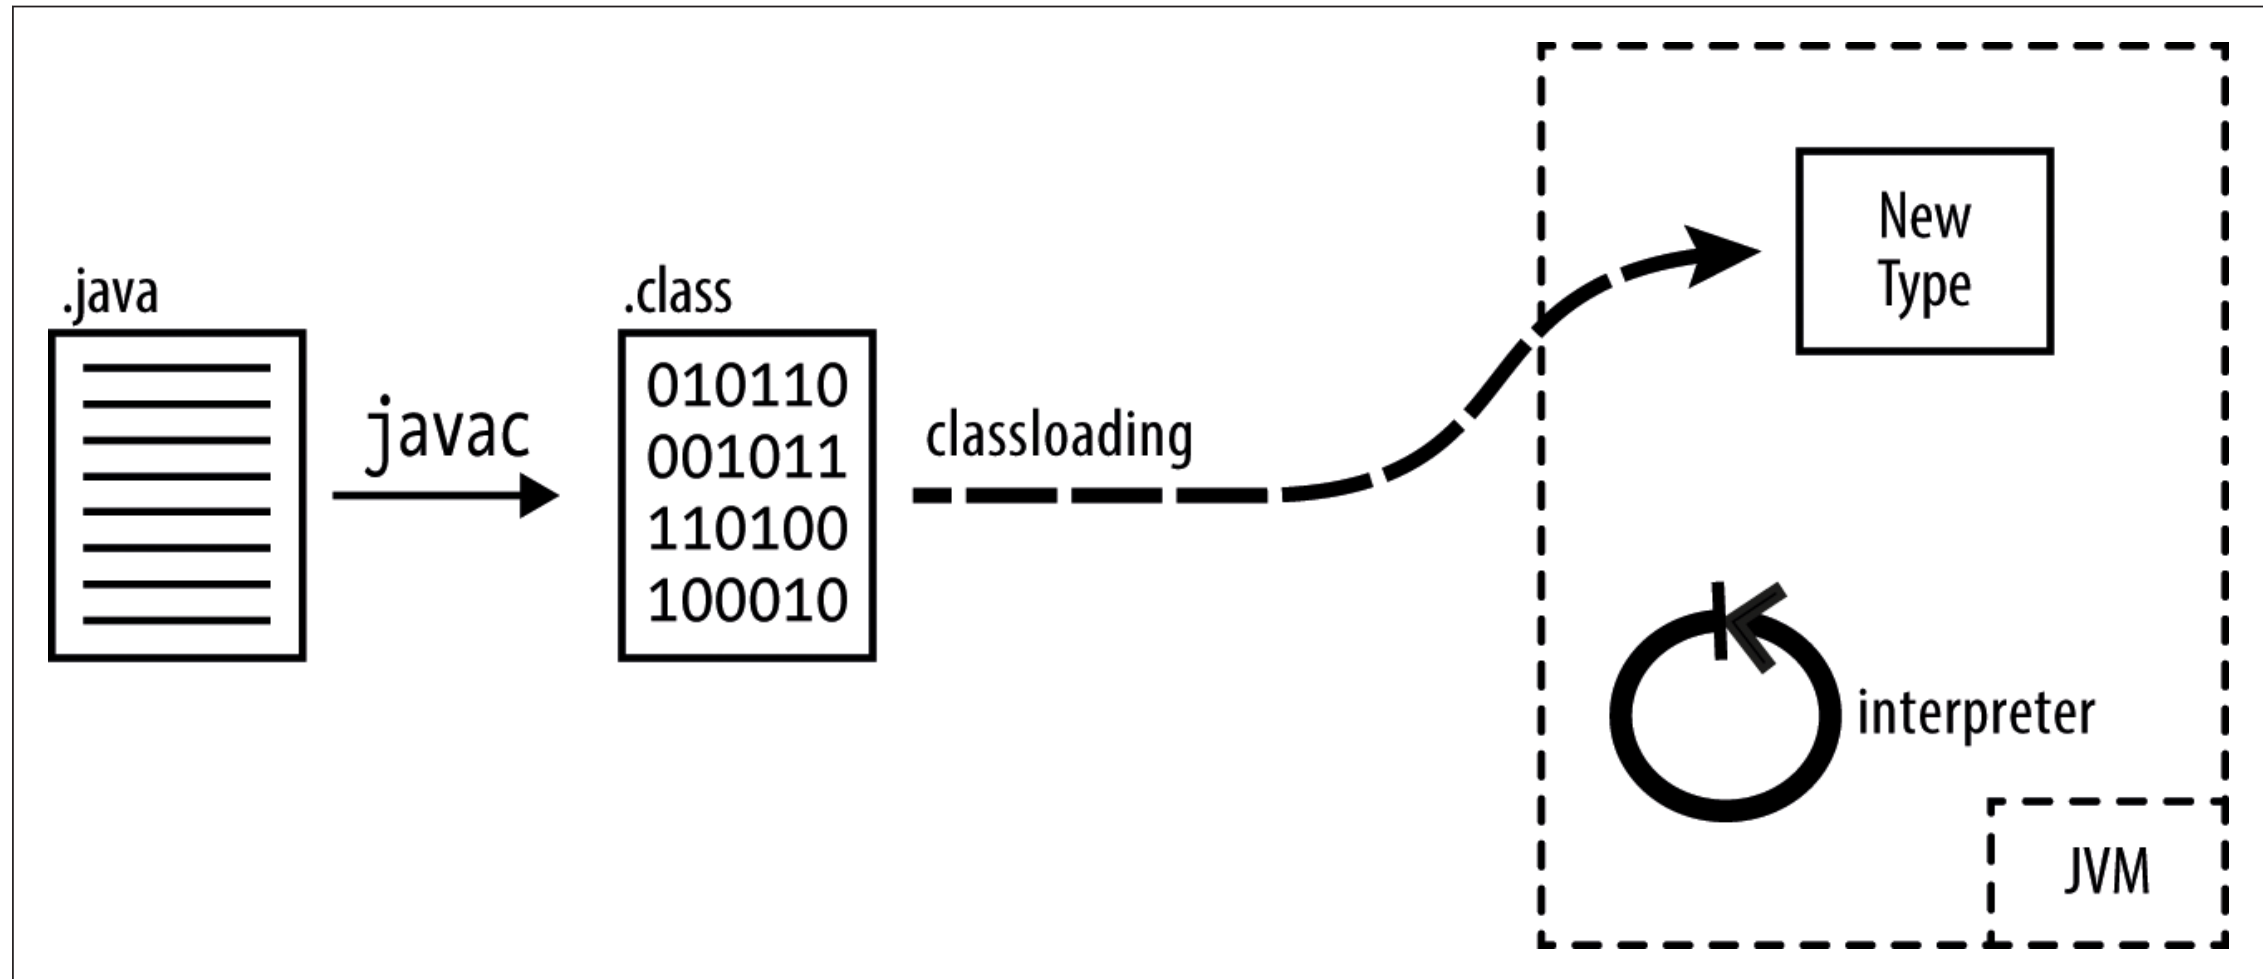 .java
javac
.class
010110
001011
110100
100010
classloading
New
Type
interpreter
JVM